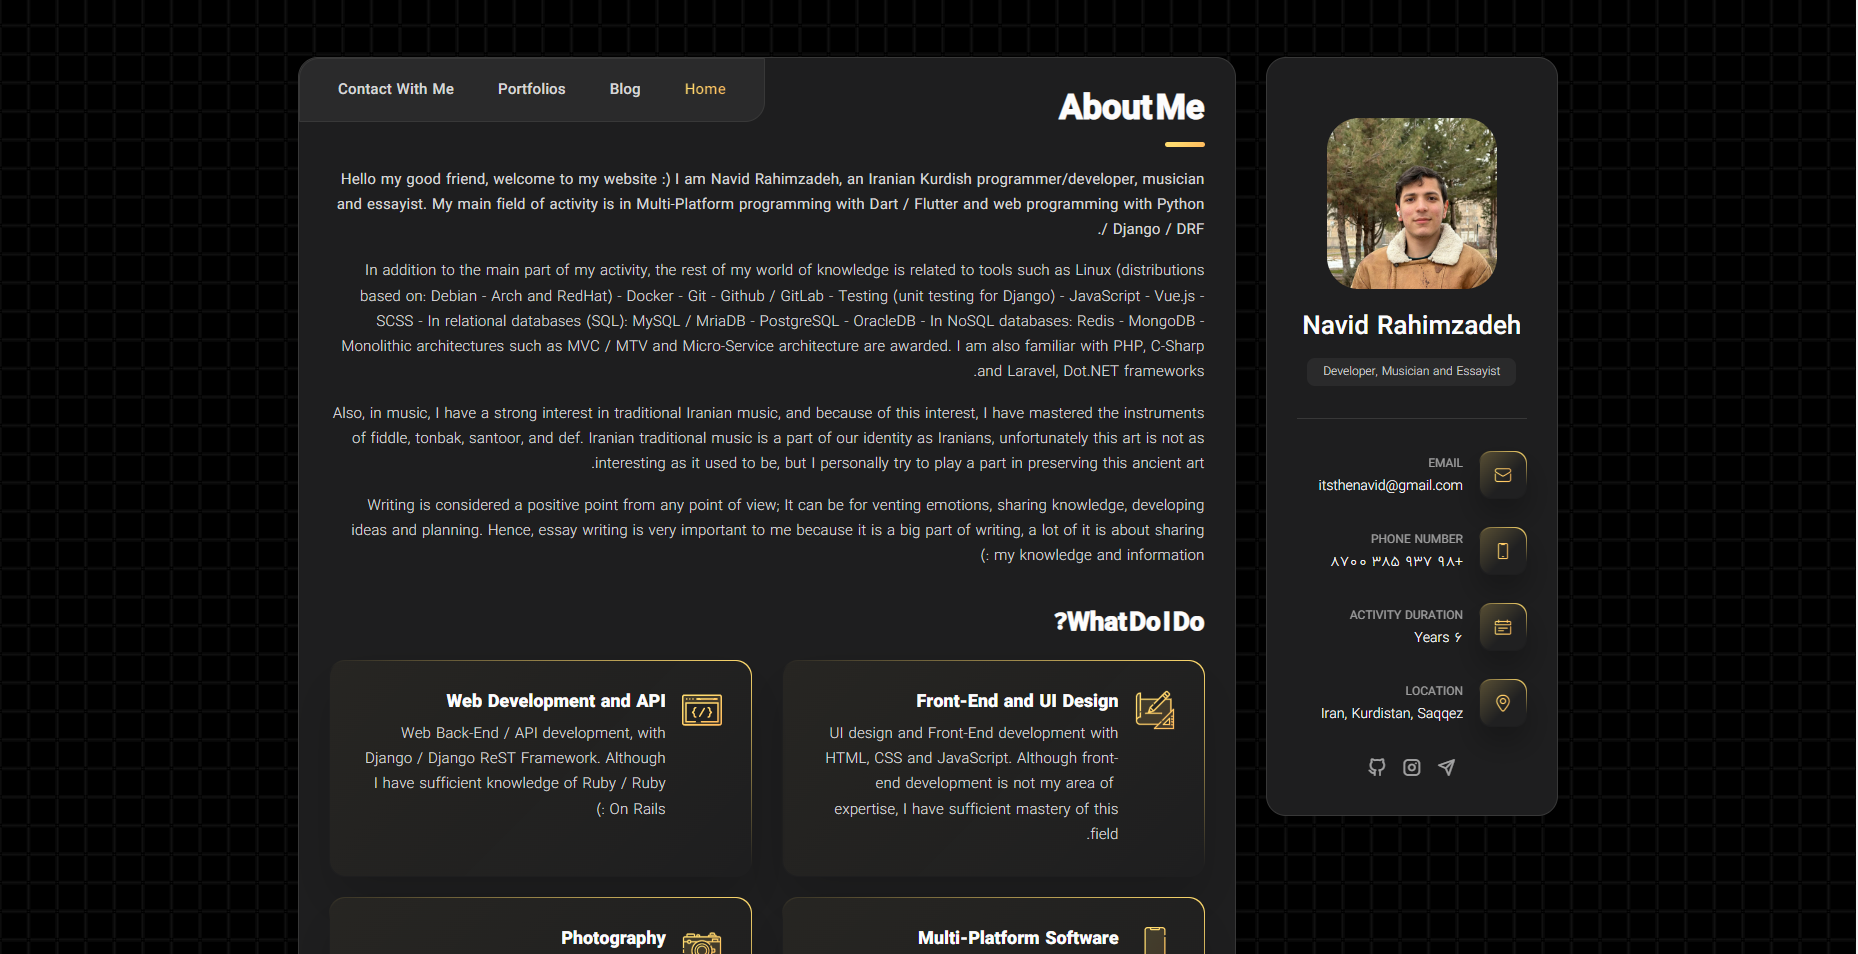 Contact With Me
Portfolios
Blog
Home
About Me
Hello my good friend, welcome to my website :) I am Navid Rahimzadeh, an Iranian Kurdish programmer/developer, musician
and essayist. My main field of activity is in Multi-Platform programming with Dart / Flutter and web programming with Python
./ Django / DRF
In addition to the main part of my activity, the rest of my world of knowledge is related to tools such as Linux (distributions
based on: Debian - Arch and RedHat) - Docker - Git - Github / GitLab - Testing (unit testing for Django) - JavaScript - Vue.js -
SCSS - In relational databases (SQL): MySQL / MriaDB - PostgreSQL - OracleDB - In NoSQL databases: Redis - MongoDB -
Monolithic architectures such as MVC / MTV and Micro-Service architecture are awarded. I am also familiar with PHP, C-Sharp
.and Laravel, Dot.NET frameworks
Also, in music, I have a strong interest in traditional Iranian music, and because of this interest, I have mastered the instruments
of fiddle, tonbak, santoor, and def. Iranian traditional music is a part of our identity as Iranians, unfortunately this art is not as
.interesting as it used to be, but I personally try to play a part in preserving this ancient art
Writing is considered a positive point from any point of view; It can be for venting emotions, sharing knowledge, developing
ideas and planning. Hence, essay writing is very important to me because it is a big part of writing, a lot of it is about sharing
(: my knowledge and information
?What Do I Do
Web Development and API
Web Back-End / API development, with
Django / Django ReST Framework. Although
I have sufficient knowledge of Ruby / Ruby
(: On Rails
Front-End and UI Design
UI design and Front-End development with
HTML, CSS and JavaScript. Although front-
end development is not my area of
expertise, I have sufficient mastery of this
.field
Photography
Multi-Platform Software
Navid Rahimzadeh
Developer, Musician and Essayist
EMAIL
itsthenavid@gmail.com
PHONE NUMBER
۸۷۰۰ ۳۸۵ ۹۳۷ ۹۸+
ACTIVITY DURATION
Years ۶
LOCATION
Iran, Kurdistan, Saqqez